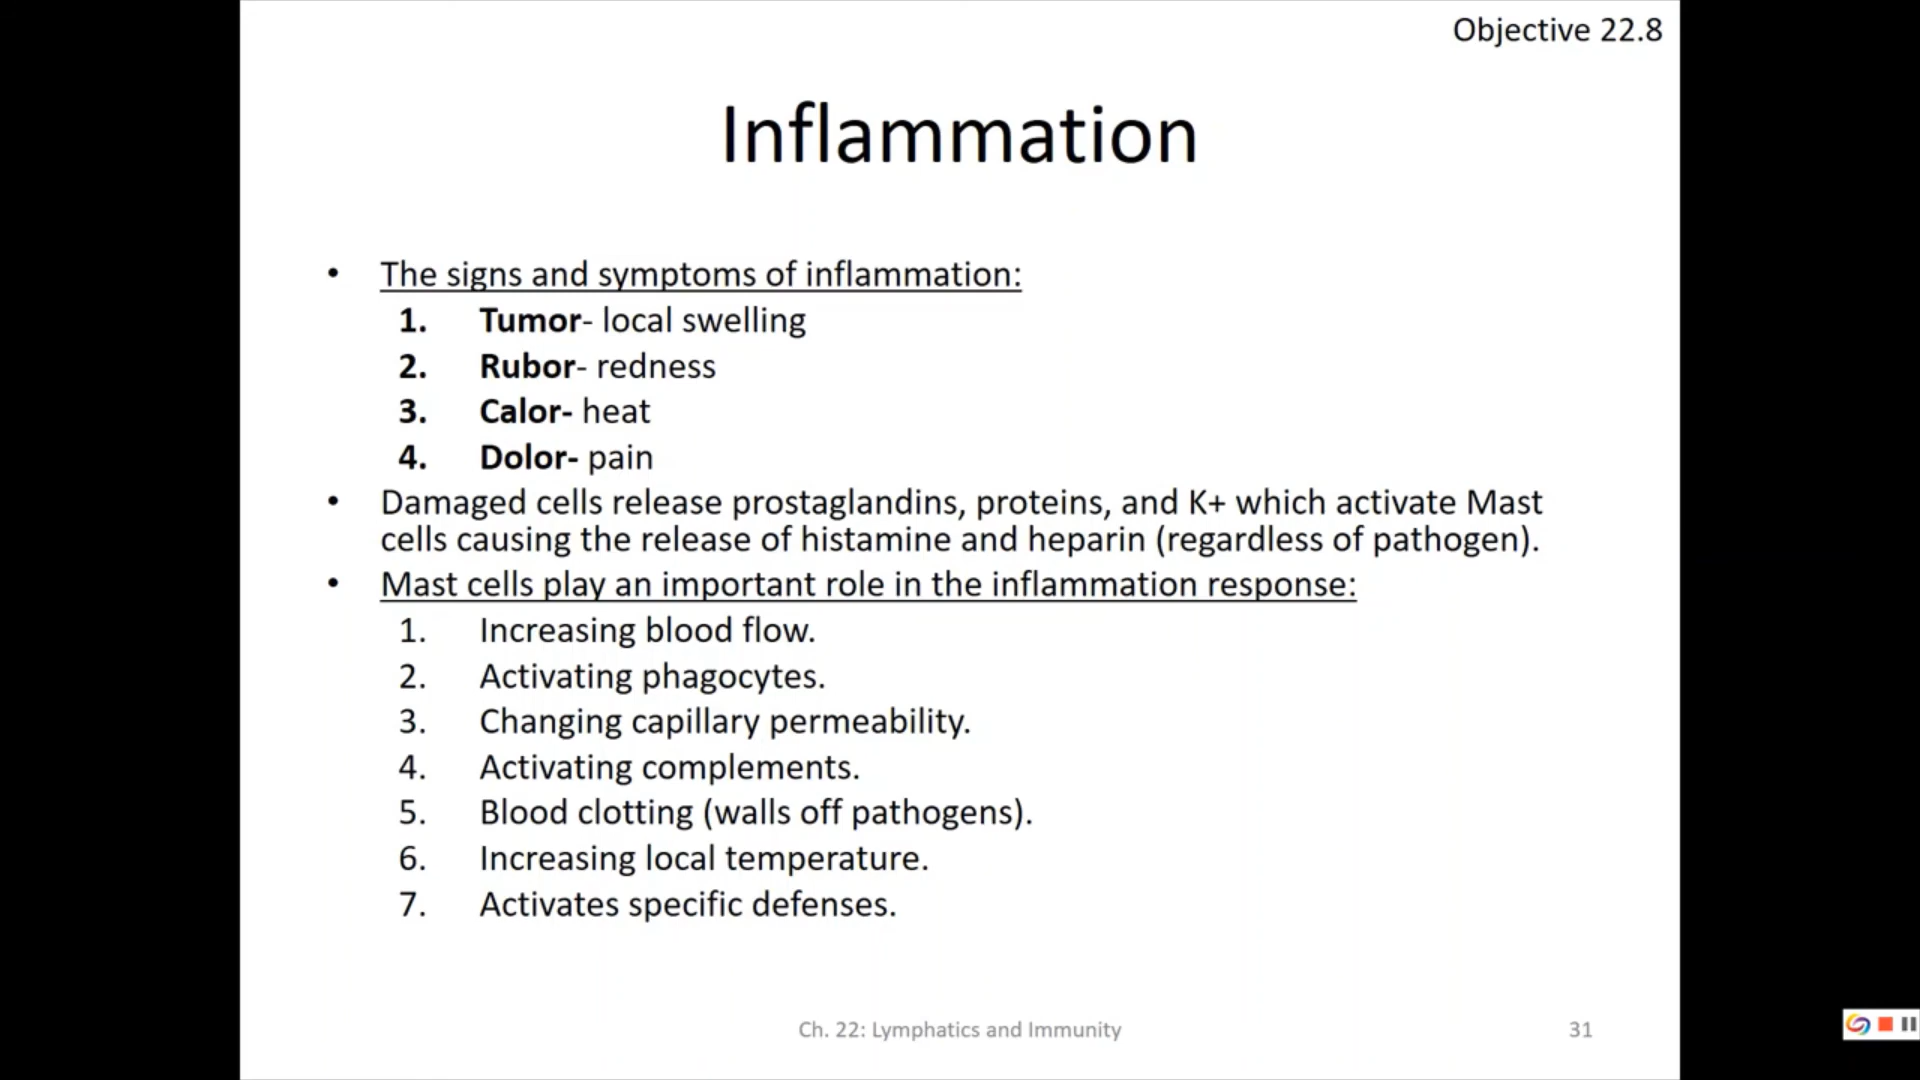 Objective 22.8
Inflammation
• The signs and symptoms of inflammation:
1. Tumor- local swelling
2. Rubor- redness
3. Calor- heat
4. Dolor- pain
• Damaged cells release prostaglandins, proteins, and K+ which activate Mast
cells causing the release of histamine and heparin (regardless of pathogen).
• Mast cells play an important role in the inflammation response:
1. Increasing blood flow.
2. Activating phagocytes.
3. Changing capillary permeability.
4. Activating complements.
5. Blood clotting (walls off pathogens).
6. Increasing local temperature.
7. Activates specific defenses.
Ch. 22: Lymphatics and Immunity
31